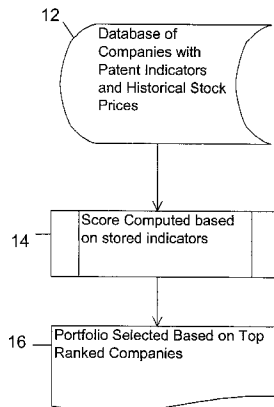 12
Database of
Companies with
Patent Indicators
and Historical Stock
Prices
14
Score Computed based
on stored indicators
16
Portfolio Selected Based on Top
Ranked Companies